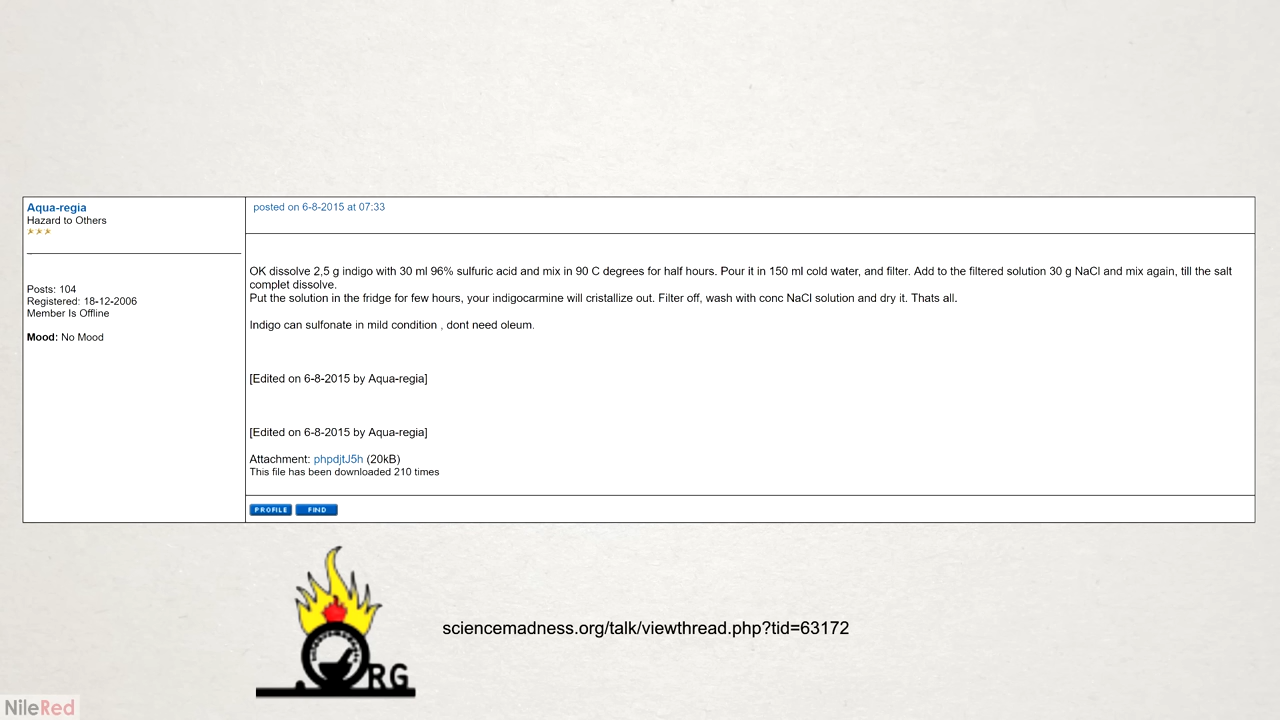 Aqua-regia
Hazard to Others
Posts: 104
Registered: 18-12-2006
Member Is Offline
Mood: No Mood
posted on 6-8-2015 at 07:33
OK dissolve 2,5 g indigo with 30 ml 96% sulfuric acid and mix in 90 C degrees for half hours. Pour it in 150 ml cold water, and filter. Add to the filtered solution 30 g NaCl and mix again, till the salt
complet dissolve.
Put the solution in the fridge for few hours, your indigocarmine will cristallize out. Filter off, wash with conc NaCl solution and dry it. Thats all.
Indigo can sulfonate in mild condition , dont need oleum.
[Edited on 6-8-2015 by Aqua-regia]
[Edited on 6-8-2015 by Aqua-regia]
Attachment: phpdjtJ5h (20kB)
This file has been downloaded 210 times
PROFILE FIND
RG
sciencemadness.org/talk/viewthread.php?tid=63172
NileRed